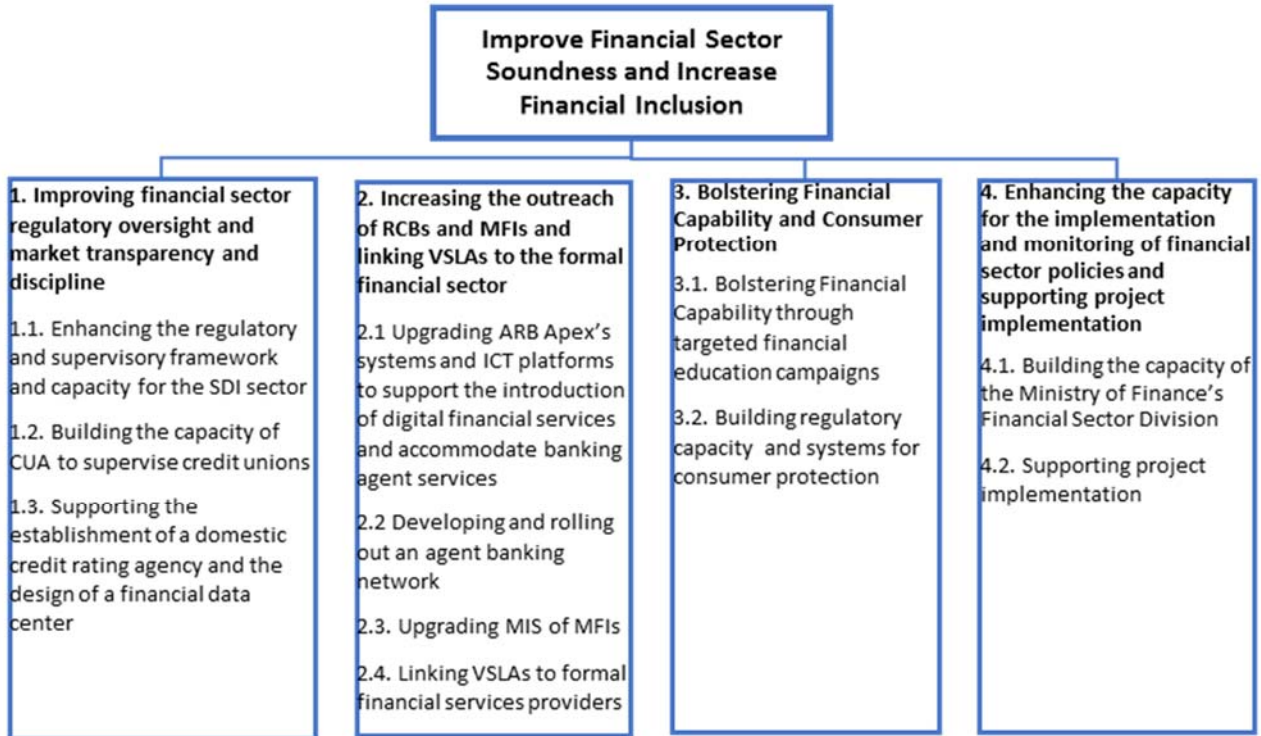 Improve Financial Sector
Soundness and Increase
Financial Inclusion
1. Improving financial sector
regulatory oversight and
market transparency and
discipline
1.1. Enhancing the regulatory
and supervisory framework
and capacity for the SDI sector
1.2. Building the capacity of
CUA to supervise credit unions
1.3. Supporting the
establishment of a domestic
credit rating agency and the
design of a financial data
center
2. Increasing the outreach
of RCBs and MFIs and
linking VSLAs to the formal
financial sector
2.1 Upgrading ARB Apex's
systems and ICT platforms
to support the introduction
of digital financial services
and accommodate banking
agent services
2.2 Developing and rolling
out an agent banking
network
2.3. Upgrading MIS of MFIs
2.4. Linking VSLAs to formal
financial services providers
3. Bolstering Financial
Capability and Consumer
Protection
3.1. Bolstering Financial
Capability through
targeted financial
education campaigns
3.2. Building regulatory
capacity and systems for
consumer protection
4. Enhancing the capacity
for the implementation
and monitoring of financial
sector policies and
supporting project
implementation
4.1. Building the capacity of
the Ministry of Finance's
Financial Sector Division
4.2. Supporting project
implementation